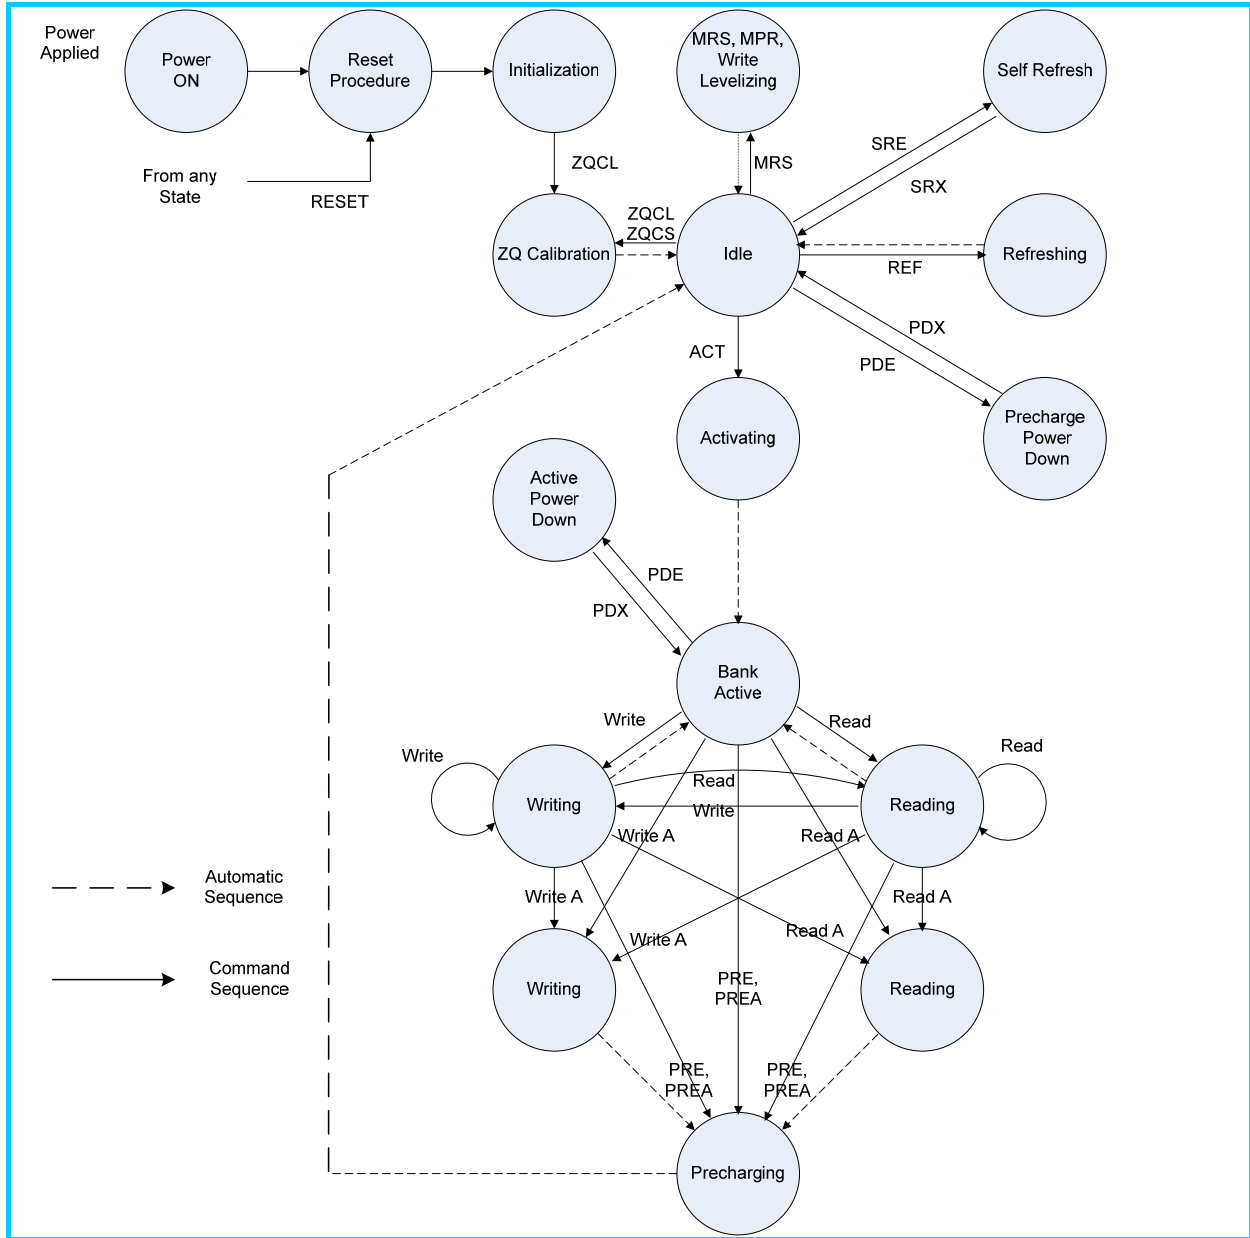 Power
Applied
Power
ON
Reset
Procedure
Initialization
MRS, MPR,
Write
Levelizing
Self Refresh
From any
State
RESET
ZQCL
MRS
SRE
SRX
ZQCL
ZQCS
ZQ Calibration
Idle
Refreshing
REF
PDX
PDE
ACT
Activating
Precharge
Power
Down
Active
Power
Down
PDE
PDX
Bank
Active
Write
Read
Write
Read
Read
Write
Writing
Reading
Write A
Read A
Automatic
Sequence
Write A
Read A
Write A
Read A
Command
Sequence
Writing
Reading
PRE,
PREA
PRE,
PREA
PRE,
PREA
Precharging